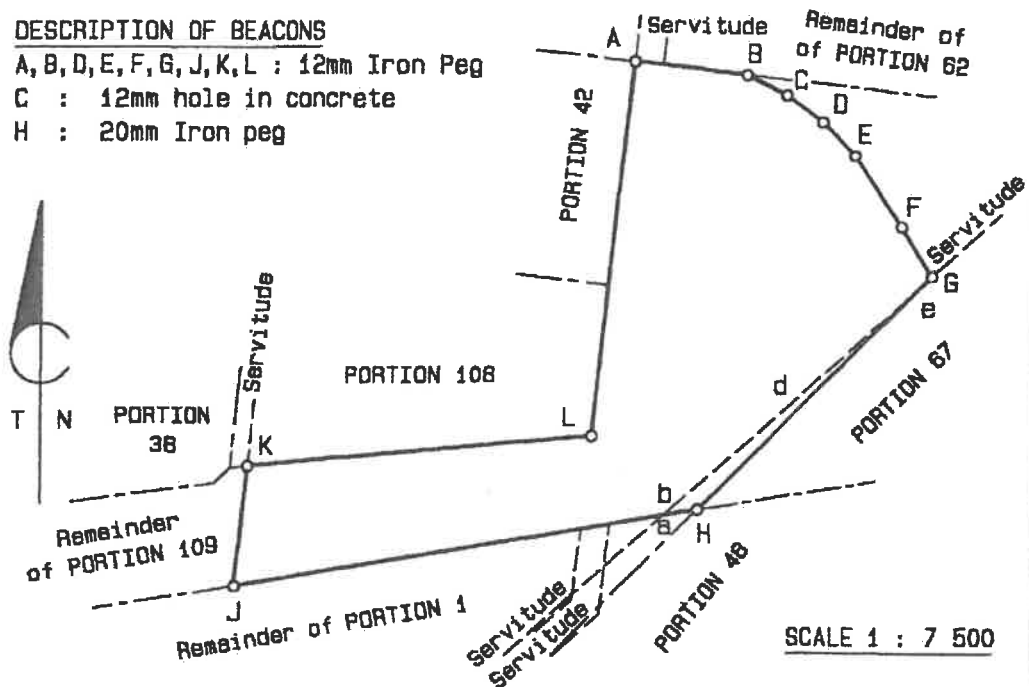 DESCRIPTION OF BEACONS
A,B,D,E,F,G,J,K,L : 12mm Iron Peg
C : 12mm hole in concrete
H : 20mm Iron peg
Servitude
Remainder of
of PORTION 62
A
B
C
D
E
F
G
PORTION 42
Servitude
e
Servitude
PORTION 108
PORTION
38
T N
K
L
d
PORTION 67
b
a
H
Remainder
of PORTION 109
J
Remainder of PORTION 1
Servitude
Servitude
PORTION 48
SCALE 1 : 7 500